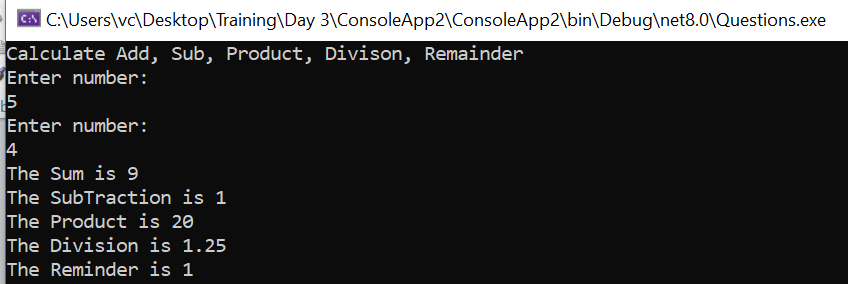 C:\Users\vc\Desktop\Training\Day 3\ConsoleApp2\ConsoleApp2\bin\Debug\net8.0\Questions.exe
Calculate Add, Sub, Product, Divison, Remainder
Enter number:
5
Enter number:
4
The Sum is 9
The SubTraction is 1
The Product is 20
The Division is 1.25
The Reminder is 1